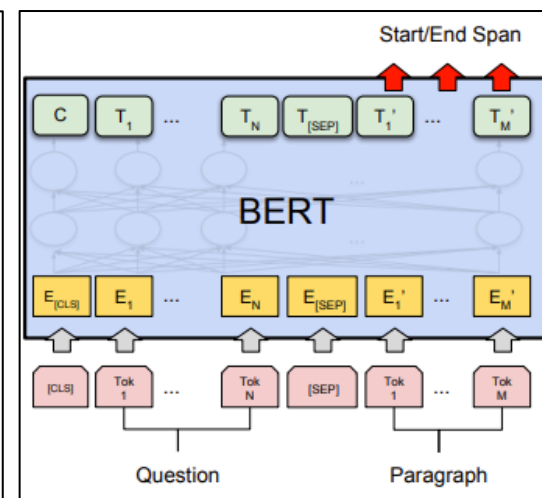 Start/End Span
C T1 ... TN T[SEP] T1' ... TM'
...
BERT
...
E[CLS] E1 ... EN E[SEP] E1' ... EM'
[CLS] Tok 1 ... Tok N [SEP] Tok 1 ... Tok M
Question Paragraph